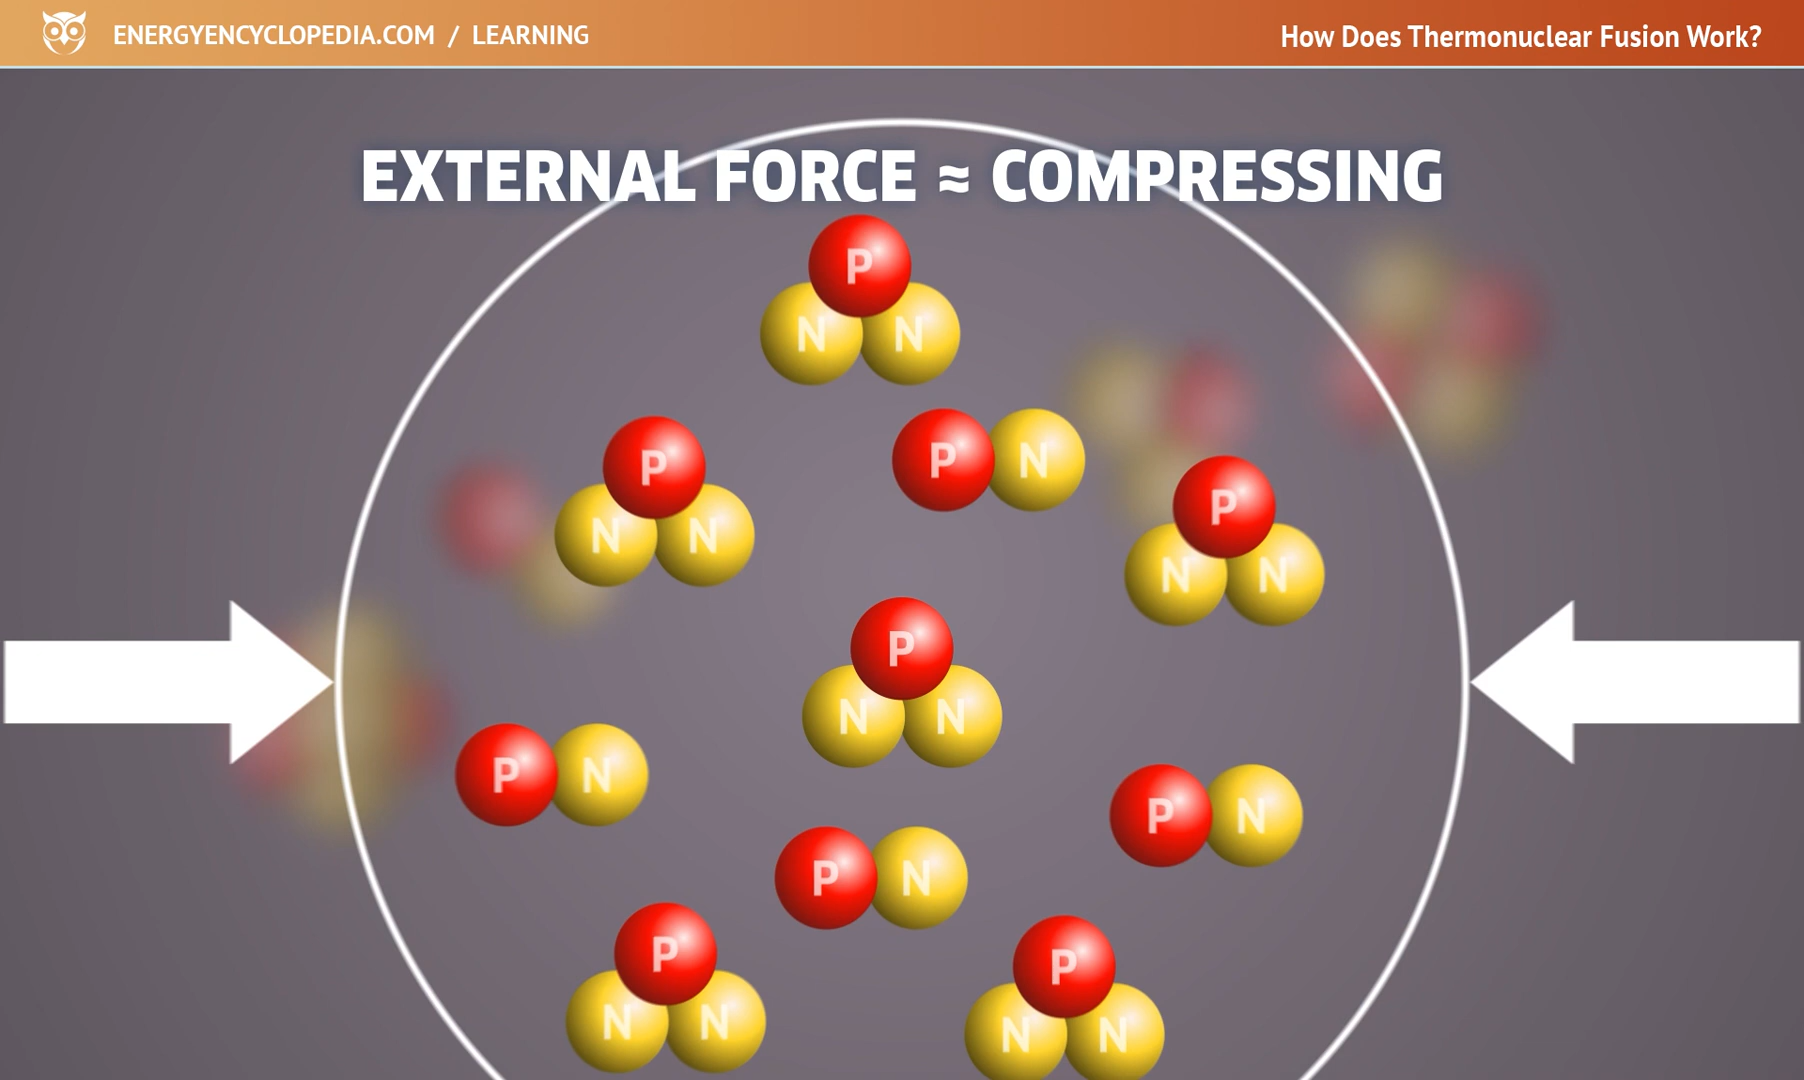 ENERGYENCYCLOPEDIA.COM / LEARNING
How Does Thermonuclear Fusion Work?
EXTERNAL FORCE ≈ COMPRESSING
P
N N
P N
P
N N
P
N N
P
N N
P N
P N
P N
P
N N
P
N N